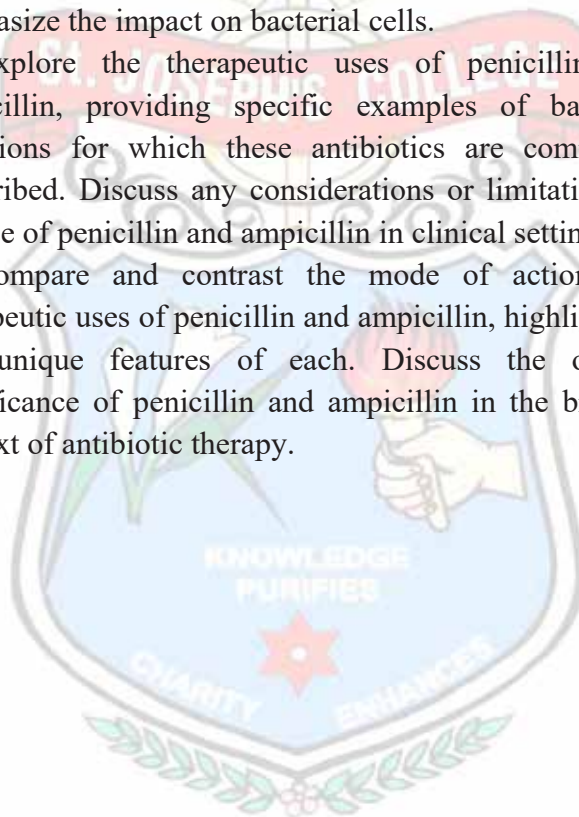 asize the impact on bacterial cells.
xplore the therapeutic uses of penicillin
cillin, providing specific examples of ba
ions for which these antibiotics are com
ribed. Discuss any considerations or limitati
e of penicillin and ampicillin in clinical settin
ompare and contrast the mode of action
peutic uses of penicillin and ampicillin, highli
unique features of each. Discuss the o
ficance of penicillin and ampicillin in the b
xt of antibiotic therapy.
St. JOSEPH'S COLLEGE
KNOWLEDGE
PURIFIES
CHARITY
ENHANCES